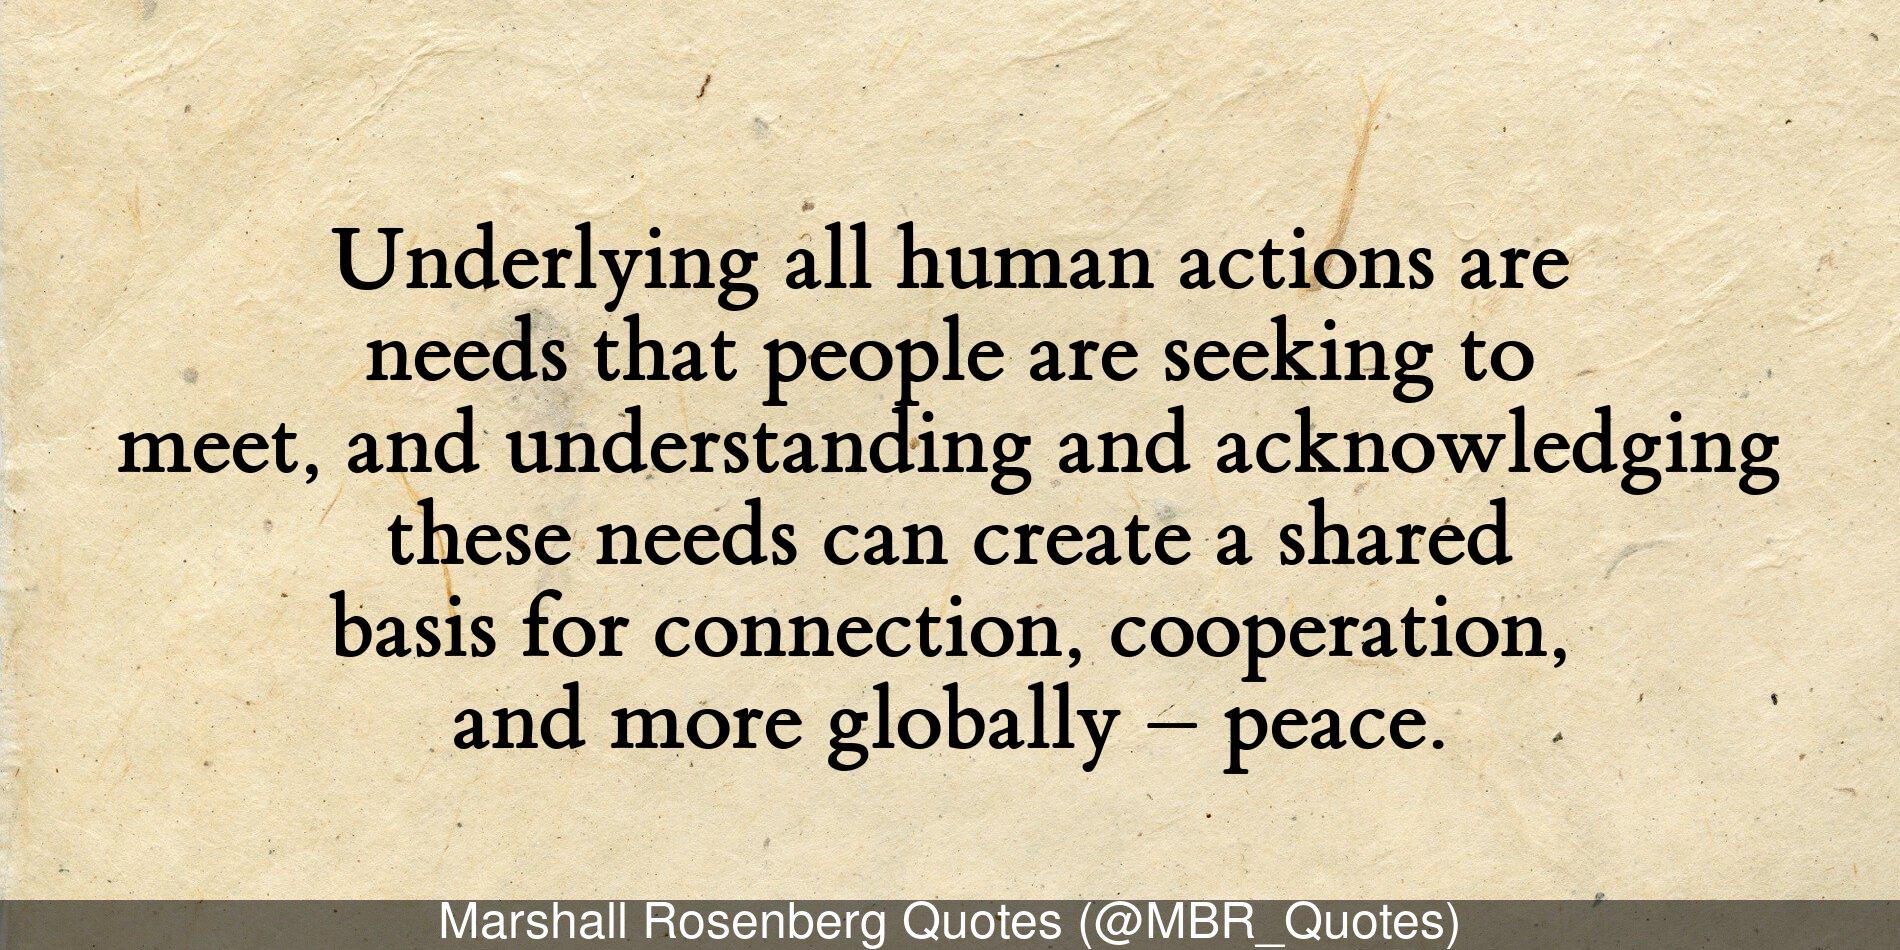 Underlying all human actions are
needs that people are seeking to
meet, and understanding and acknowledging
these needs can create a shared
basis for connection, cooperation,
and more globally – peace.
Marshall Rosenberg Quotes (@MBR_Quotes)